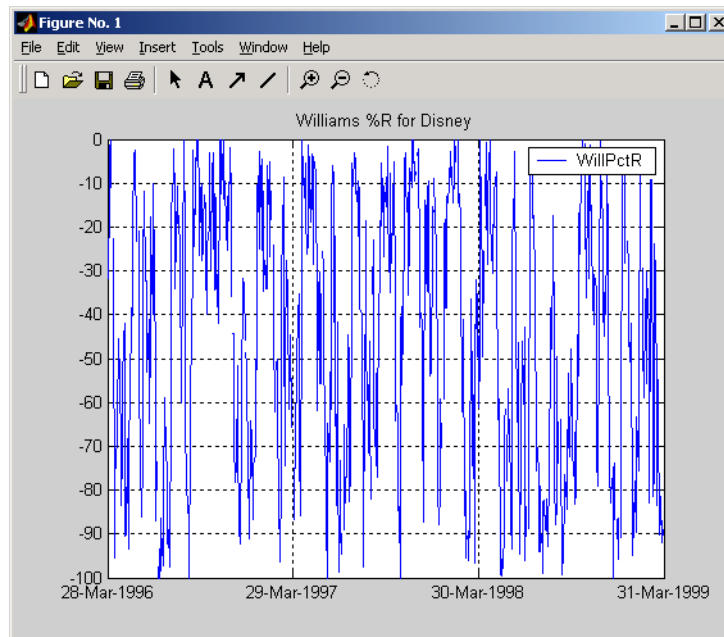 Figure No. 1
File Edit View Insert Tools Window Help
A
Williams %R for Disney
WillPctR
0
-10
-20
-30
-40
-50
-60
-70
-80
-90
-100
28-Mar-1996 29-Mar-1997 30-Mar-1998 31-Mar-1999